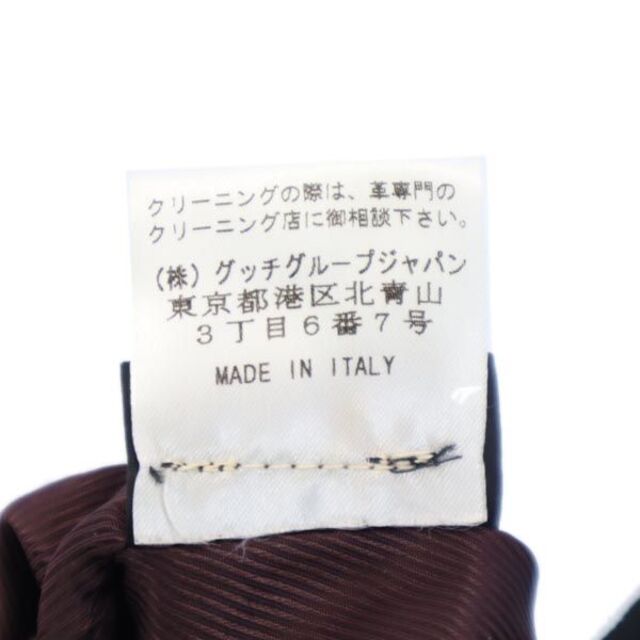 クリーニングの際は、革専門の
クリーニング店に御相談下さい。
(株)グッチグループジャパン
東京都港区北青山
3丁目6番7号
MADE IN ITALY